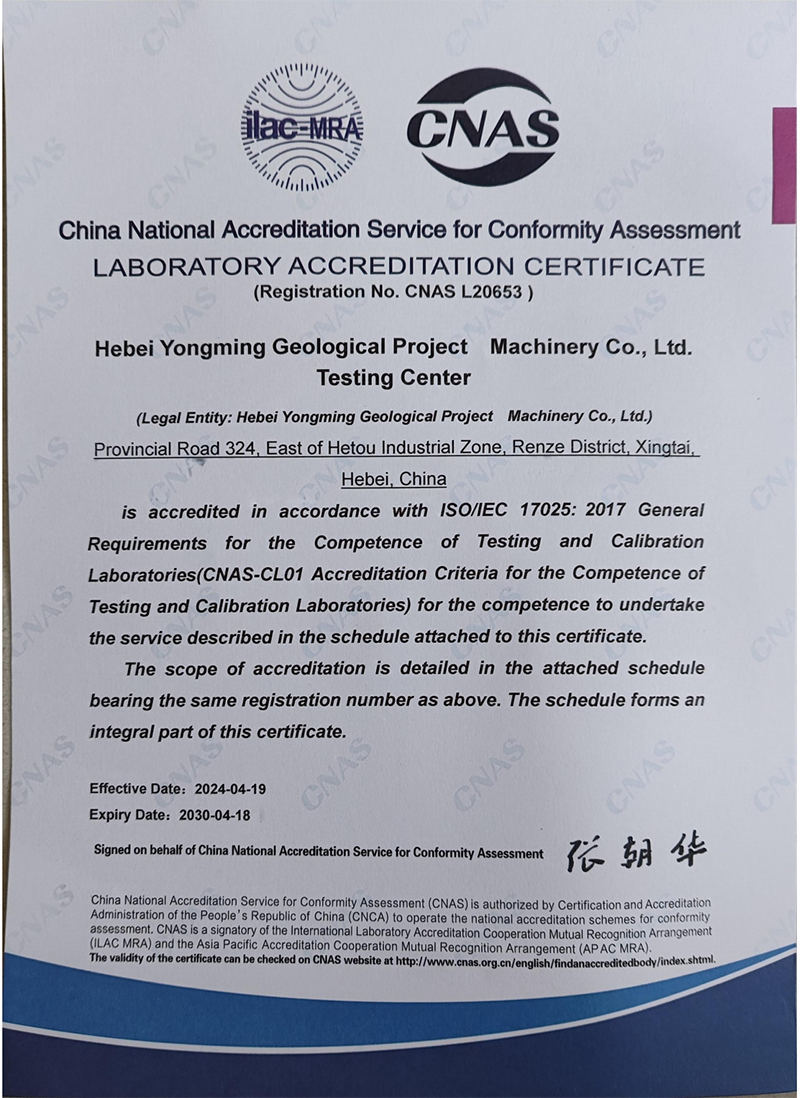 ilac-MRA
CNAS
China National Accreditation Service for Conformity Assessment
LABORATORY ACCREDITATION CERTIFICATE
(Registration No. CNAS L20653 )
Hebei Yongming Geological Project Machinery Co., Ltd.
Testing Center
(Legal Entity: Hebei Yongming Geological Project Machinery Co., Ltd.)
Provincial Road 324, East of Hetou Industrial Zone, Renze District, Xingtai,
Hebei, China
is accredited in accordance with ISO/IEC 17025: 2017 General
Requirements for the Competence of Testing and Calibration
Laboratories(CNAS-CL01 Accreditation Criteria for the Competence of
Testing and Calibration Laboratories) for the competence to undertake
the service described in the schedule attached to this certificate.
The scope of accreditation is detailed in the attached schedule
bearing the same registration number as above. The schedule forms an
integral part of this certificate.
Effective Date: 2024-04-19
Expiry Date: 2030-04-18
Signed on behalf of China National Accreditation Service for Conformity Assessment 张朝华
China National Accreditation Service for Conformity Assessment (CNAS) is authorized by Certification and Accreditation
Administration of the People's Republic of China (CNCA) to operate the national accreditation schemes for conformity
assessment. CNAS is a signatory of the International Laboratory Accreditation Cooperation Mutual Recognition Arrangement
(ILAC MRA) and the Asia Pacific Accreditation Cooperation Mutual Recognition Arrangement (APAC MRA).
The validity of the certificate can be checked on CNAS website at http://www.cnas.org.cn/english/findanaccreditedbody/index.shtml.